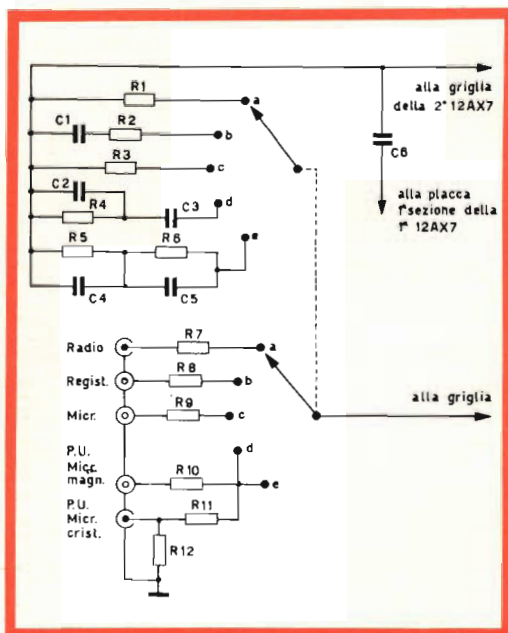 alla griglia
della 2ª 12AX7
R1
a
C1
R2
b
R3
c
C6
C2
C3
d
R4
alla placca
1ª sezione della
1ª 12AX7
R5
R6
e
C4
C5
Radio
R7
a
Regist.
R8
b
Micr.
R9
c
alla griglia
P.U.
Micr.
magn.
d
R10
e
P.U.
Micr.
crist.
R11
R12